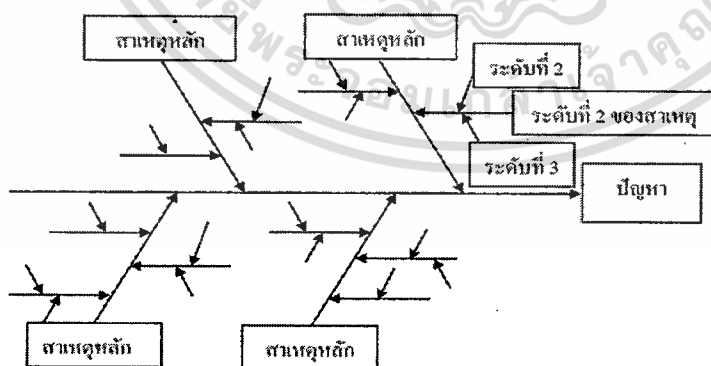 สาเหตุหลัก
สาเหตุหลัก
ระดับที่ 2
ระดับที่ 2 ของสาเหตุ
ระดับที่ 3
ปัญหา
สาเหตุหลัก
สาเหตุหลัก